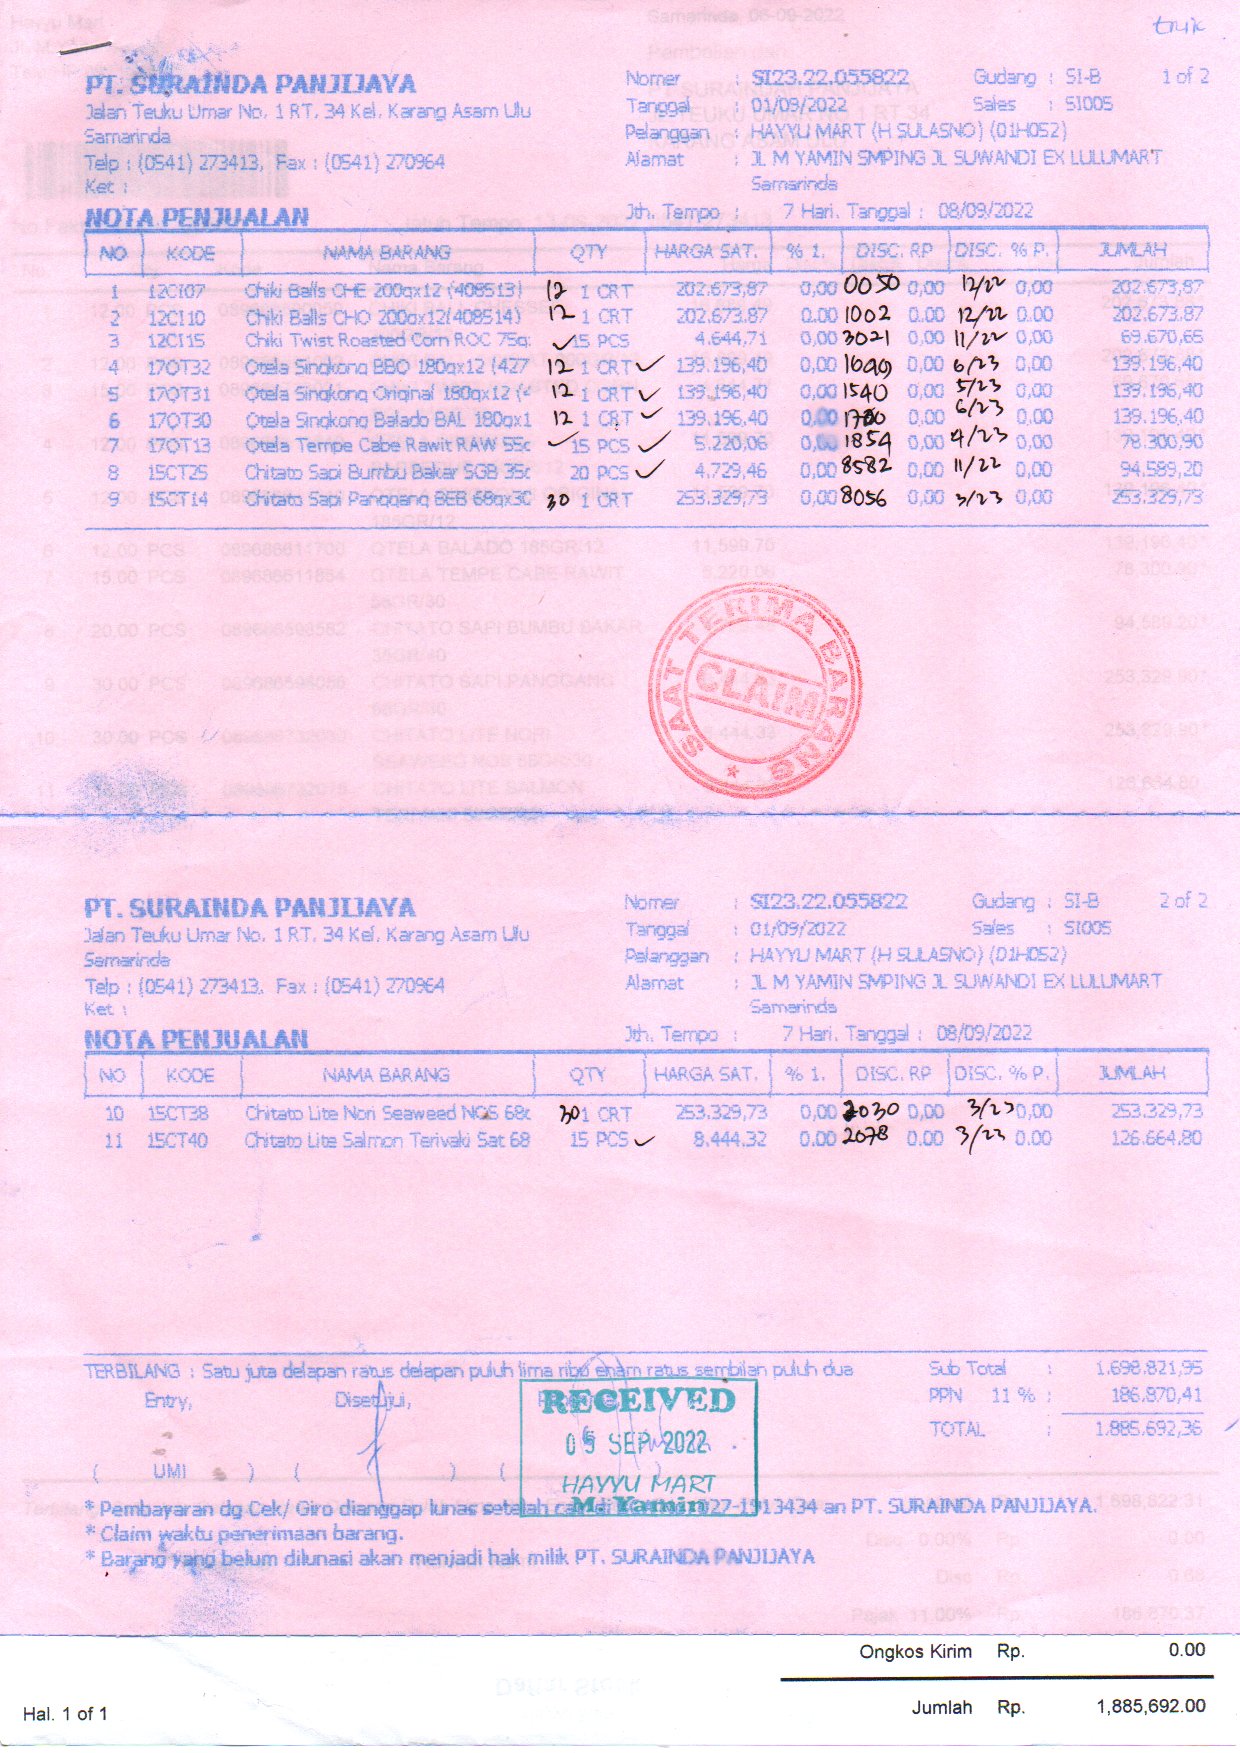 truk
PT. SURAINDA PANJIJAYA
Jalan Teuku Umar No. 1 RT. 34 Kel. Karang Asam Ulu
Samarinda
Telp : (0541) 273413, Fax : (0541) 270964
Ket :
NOTA PENJUALAN
Nomer : SI23.22.055822 Gudang : SI-B 1 of 2
Tanggal : 01/09/2022 Sales : SI005
Pelanggan : HAYYU MART (H SULASNO) (01H052)
Alamat : JL M YAMIN SMPING JL SUWANDI EX LULUMART
Samarinda
Jth. Tempo : 7 Hari. Tanggal : 08/09/2022
NO KODE NAMA BARANG QTY HARGA SAT. % 1. DISC. RP DISC. % P. JUMLAH
1 12CI07 Chiki Balls CHE 200gx12 (408513) 12 1 CRT 202.673,87 0,00 0050 0,00 12/22 0,00 202.673,87
2 12CI10 Chiki Balls CHO 200gx12(408514) 12 1 CRT 202.673,87 0,00 1002 0,00 12/22 0,00 202.673,87
3 12CI15 Chiki Twist Roasted Corn ROC 75g: ✓ 15 PCS 4.644,71 0,00 3021 0,00 11/22 0,00 69.670,65
4 17QT32 Qtela Singkong BBQ 180gx12 (427 12 1 CRT ✓ 139.196,40 0,00 1699 0,00 6/23 0,00 139.196,40
5 17QT31 Qtela Singkong Original 180gx12 (4 12 1 CRT ✓ 139.196,40 0,00 1540 0,00 5/23 0,00 139.196,40
6 17QT30 Qtela Singkong Balado BAL 180gx1 12 1 CRT ✓ 139.196,40 0,00 1700 0,00 6/23 0,00 139.196,40
7 17QT13 Qtela Tempe Cabe Rawit RAW 55g ✓ 15 PCS ✓ 5.220,06 0,00 1854 0,00 4/23 0,00 78.300,90
8 15CT25 Chitato Sapi Bumbu Bakar SGB 35g 20 PCS ✓ 4.729,46 0,00 8582 0,00 11/22 0,00 94.589,20
9 15CT14 Chitato Sapi Panggang BEB 68gx30 30 1 CRT 253.329,73 0,00 8056 0,00 3/23 0,00 253.329,73
SAAT TERIMA BARANG
CLAIM
PT. SURAINDA PANJIJAYA
Jalan Teuku Umar No. 1 RT. 34 Kel. Karang Asam Ulu
Samarinda
Telp : (0541) 273413, Fax : (0541) 270964
Ket :
NOTA PENJUALAN
Nomer : SI23.22.055822 Gudang : SI-B 2 of 2
Tanggal : 01/09/2022 Sales : SI005
Pelanggan : HAYYU MART (H SULASNO) (01H052)
Alamat : JL M YAMIN SMPING JL SUWANDI EX LULUMART
Samarinda
Jth. Tempo : 7 Hari. Tanggal : 08/09/2022
NO KODE NAMA BARANG QTY HARGA SAT. % 1. DISC. RP DISC. % P. JUMLAH
10 15CT38 Chitato Lite Nori Seaweed NOS 68g 30 1 CRT 253.329,73 0,00 2030 0,00 3/23 0,00 253.329,73
11 15CT40 Chitato Lite Salmon Teriyaki Sat 68 15 PCS ✓ 8.444,32 0,00 2078 0,00 3/23 0,00 126.664,80
TERBILANG : Satu juta delapan ratus delapan puluh lima ribu enam ratus sembilan puluh dua
Sub Total : 1.698.821,95
PPN 11 % : 186.870,41
TOTAL : 1.885.692,36
Entry, Disetujui,
( UMI ) ( ) ( )
RECEIVED
05 SEP 2022
HAYYU MART
M. Yamin
* Pembayaran dg Cek/ Giro dianggap lunas setelah cair di 027-1913434 an PT. SURAINDA PANJIJAYA.
* Claim waktu penerimaan barang.
* Barang yang belum dilunasi akan menjadi hak milik PT. SURAINDA PANJIJAYA
Ongkos Kirim Rp. 0.00
Jumlah Rp. 1,885,692.00
Hal. 1 of 1